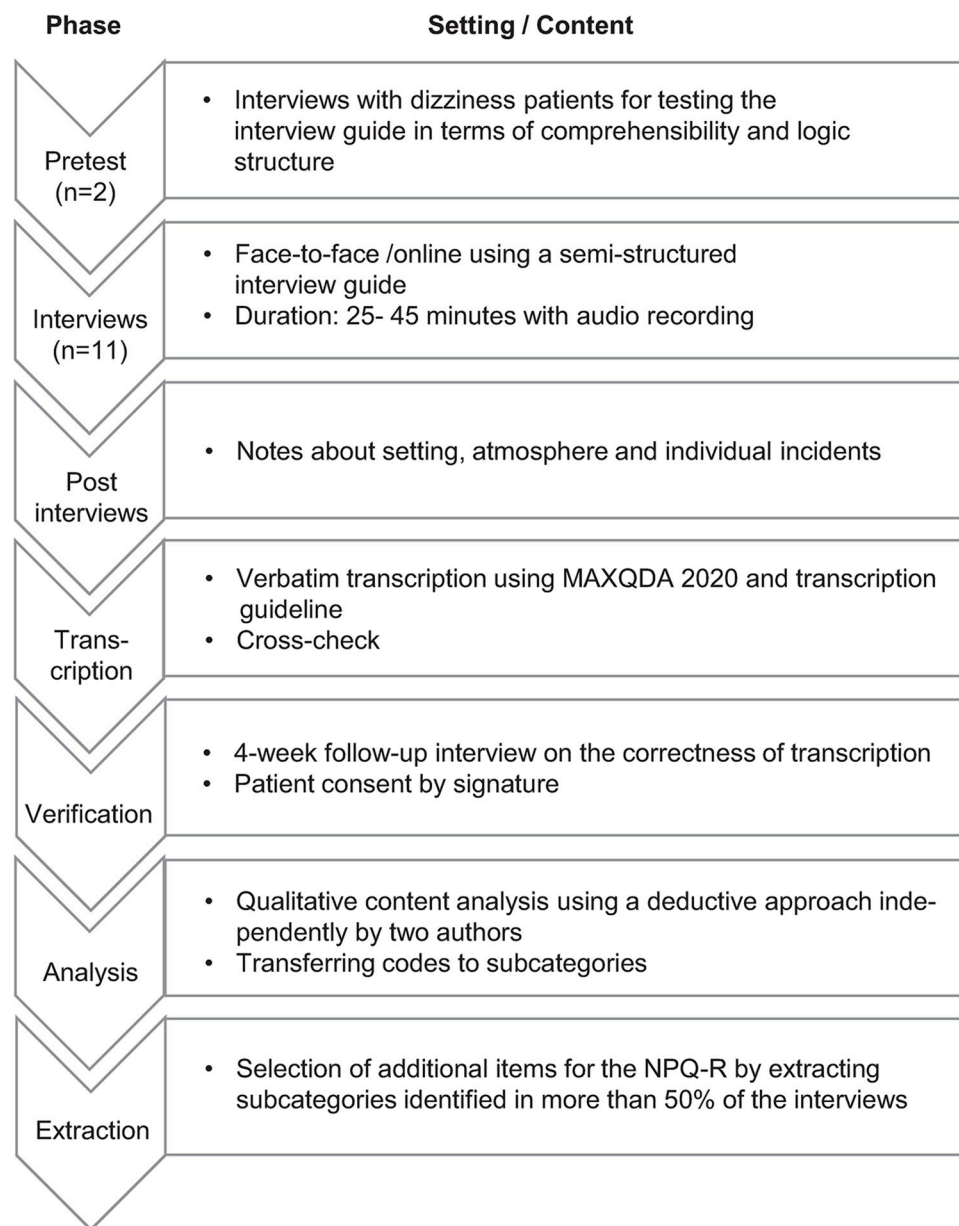 Phase
Setting / Content
Pretest
(n=2)
• Interviews with dizziness patients for testing the
interview guide in terms of comprehensibility and logic
structure
Interviews
(n=11)
• Face-to-face /online using a semi-structured
interview guide
• Duration: 25- 45 minutes with audio recording
Post
interviews
• Notes about setting, atmosphere and individual incidents
Trans-
cription
• Verbatim transcription using MAXQDA 2020 and transcription
guideline
• Cross-check
Verification
• 4-week follow-up interview on the correctness of transcription
• Patient consent by signature
Analysis
• Qualitative content analysis using a deductive approach inde-
pendently by two authors
• Transferring codes to subcategories
Extraction
• Selection of additional items for the NPQ-R by extracting
subcategories identified in more than 50% of the interviews